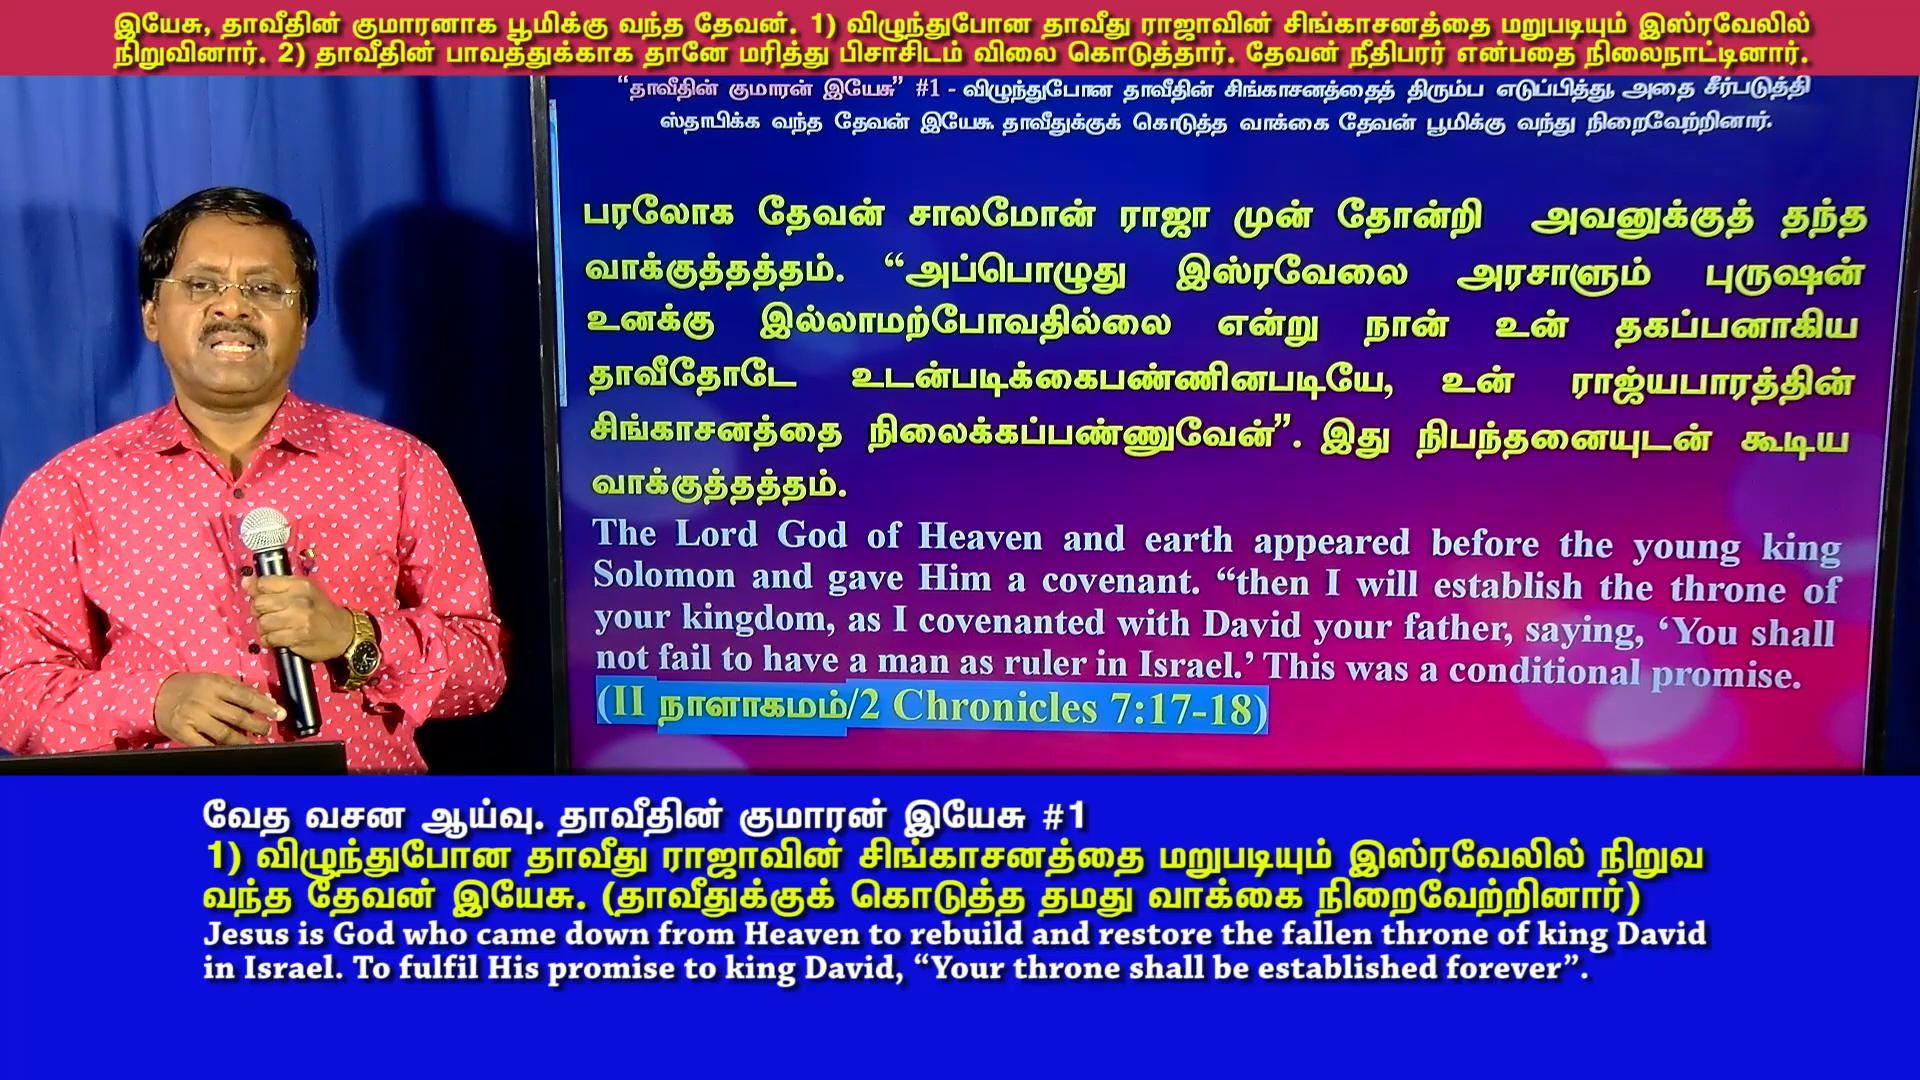 இயேசு, தாவீதின் குமாரனாக பூமிக்கு வந்த தேவன். 1) விழுந்துபோன தாவீது ராஜாவின் சிங்காசனத்தை மறுபடியும் இஸ்ரவேலில்
நிறுவினார். 2) தாவீதின் பாவத்துக்காக தானே மரித்து பிசாசிடம் விலை கொடுத்தார். தேவன் நீதிபரர் என்பதை நிலைநாட்டினார்.
“தாவீதின் குமாரன் இயேசு” #1 - விழுந்துபோன தாவீதின் சிங்காசனத்தைத் திரும்ப எடுப்பித்து, அதை சீர்படுத்தி
ஸ்தாபிக்க வந்த தேவன் இயேசு. தாவீதுக்குக் கொடுத்த வாக்கை தேவன் பூமிக்கு வந்து நிறைவேற்றினார்.
பரலோக தேவன் சாலமோன் ராஜா முன் தோன்றி அவனுக்குத் தந்த
வாக்குத்தத்தம். “அப்பொழுது இஸ்ரவேலை அரசாளும் புருஷன்
உனக்கு இல்லாமற்போவதில்லை என்று நான் உன் தகப்பனாகிய
தாவீதோடே உடன்படிக்கைபண்ணினபடியே, உன் ராஜ்யபாரத்தின்
சிங்காசனத்தை நிலைக்கப்பண்ணுவேன்”. இது நிபந்தனையுடன் கூடிய
வாக்குத்தத்தம்.
The Lord God of Heaven and earth appeared before the young king
Solomon and gave Him a covenant. “then I will establish the throne of
your kingdom, as I covenanted with David your father, saying, ‘You shall
not fail to have a man as ruler in Israel.’ This was a conditional promise.
(II நாளாகமம்/2 Chronicles 7:17-18)
வேத வசன ஆய்வு. தாவீதின் குமாரன் இயேசு #1
1) விழுந்துபோன தாவீது ராஜாவின் சிங்காசனத்தை மறுபடியும் இஸ்ரவேலில் நிறுவ
வந்த தேவன் இயேசு. (தாவீதுக்குக் கொடுத்த தமது வாக்கை நிறைவேற்றினார்)
Jesus is God who came down from Heaven to rebuild and restore the fallen throne of king David
in Israel. To fulfil His promise to king David, “Your throne shall be established forever”.